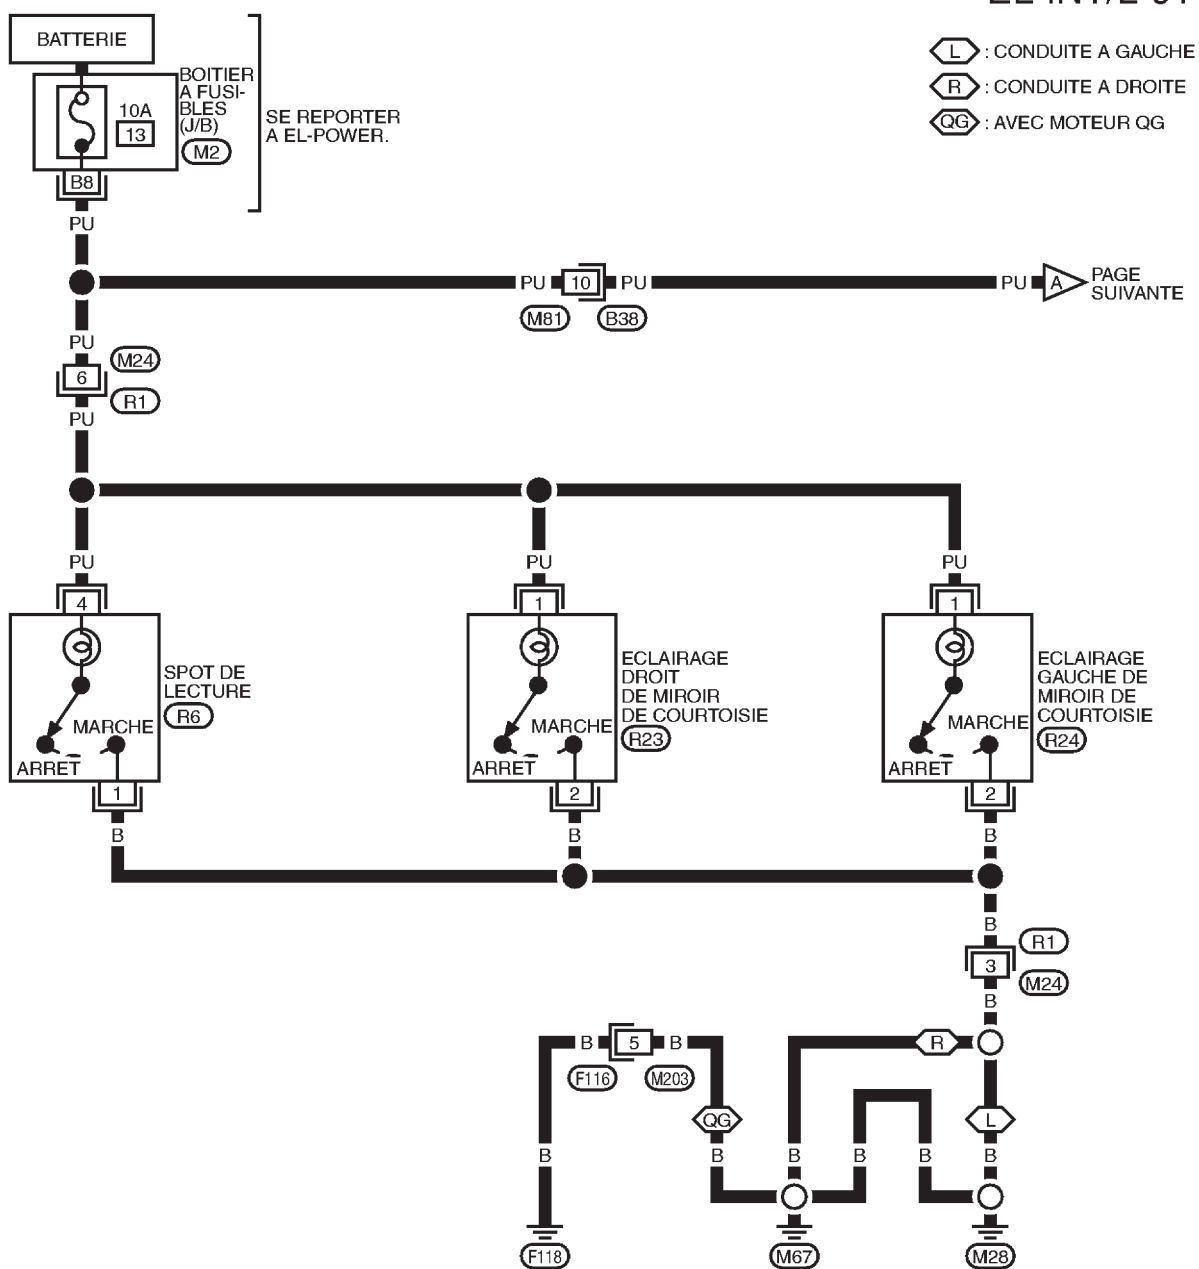 BATTERIE
BOITIER
A FUSI-
BLES
(J/B)
M2
10A
13
B8
SE REPORTER
A EL-POWER.
L : CONDUITE A GAUCHE
R : CONDUITE A DROITE
QG : AVEC MOTEUR QG
PU
PU 10 PU
M81 B38
PU A PAGE
SUIVANTE
PU
M24
6
R1
PU
PU PU PU
4 1 1
SPOT DE
LECTURE
R6
MARCHE
ARRET
1
ECLAIRAGE
DROIT
DE MIROIR
DE COURTOISIE
R23
MARCHE
ARRET
2
ECLAIRAGE
GAUCHE DE
MIROIR DE
COURTOISIE
R24
MARCHE
ARRET
2
B B B
B
R1
3
M24
B
B 5 B R
F116 M203
QG L
B B B B B B
F118 M67 M28